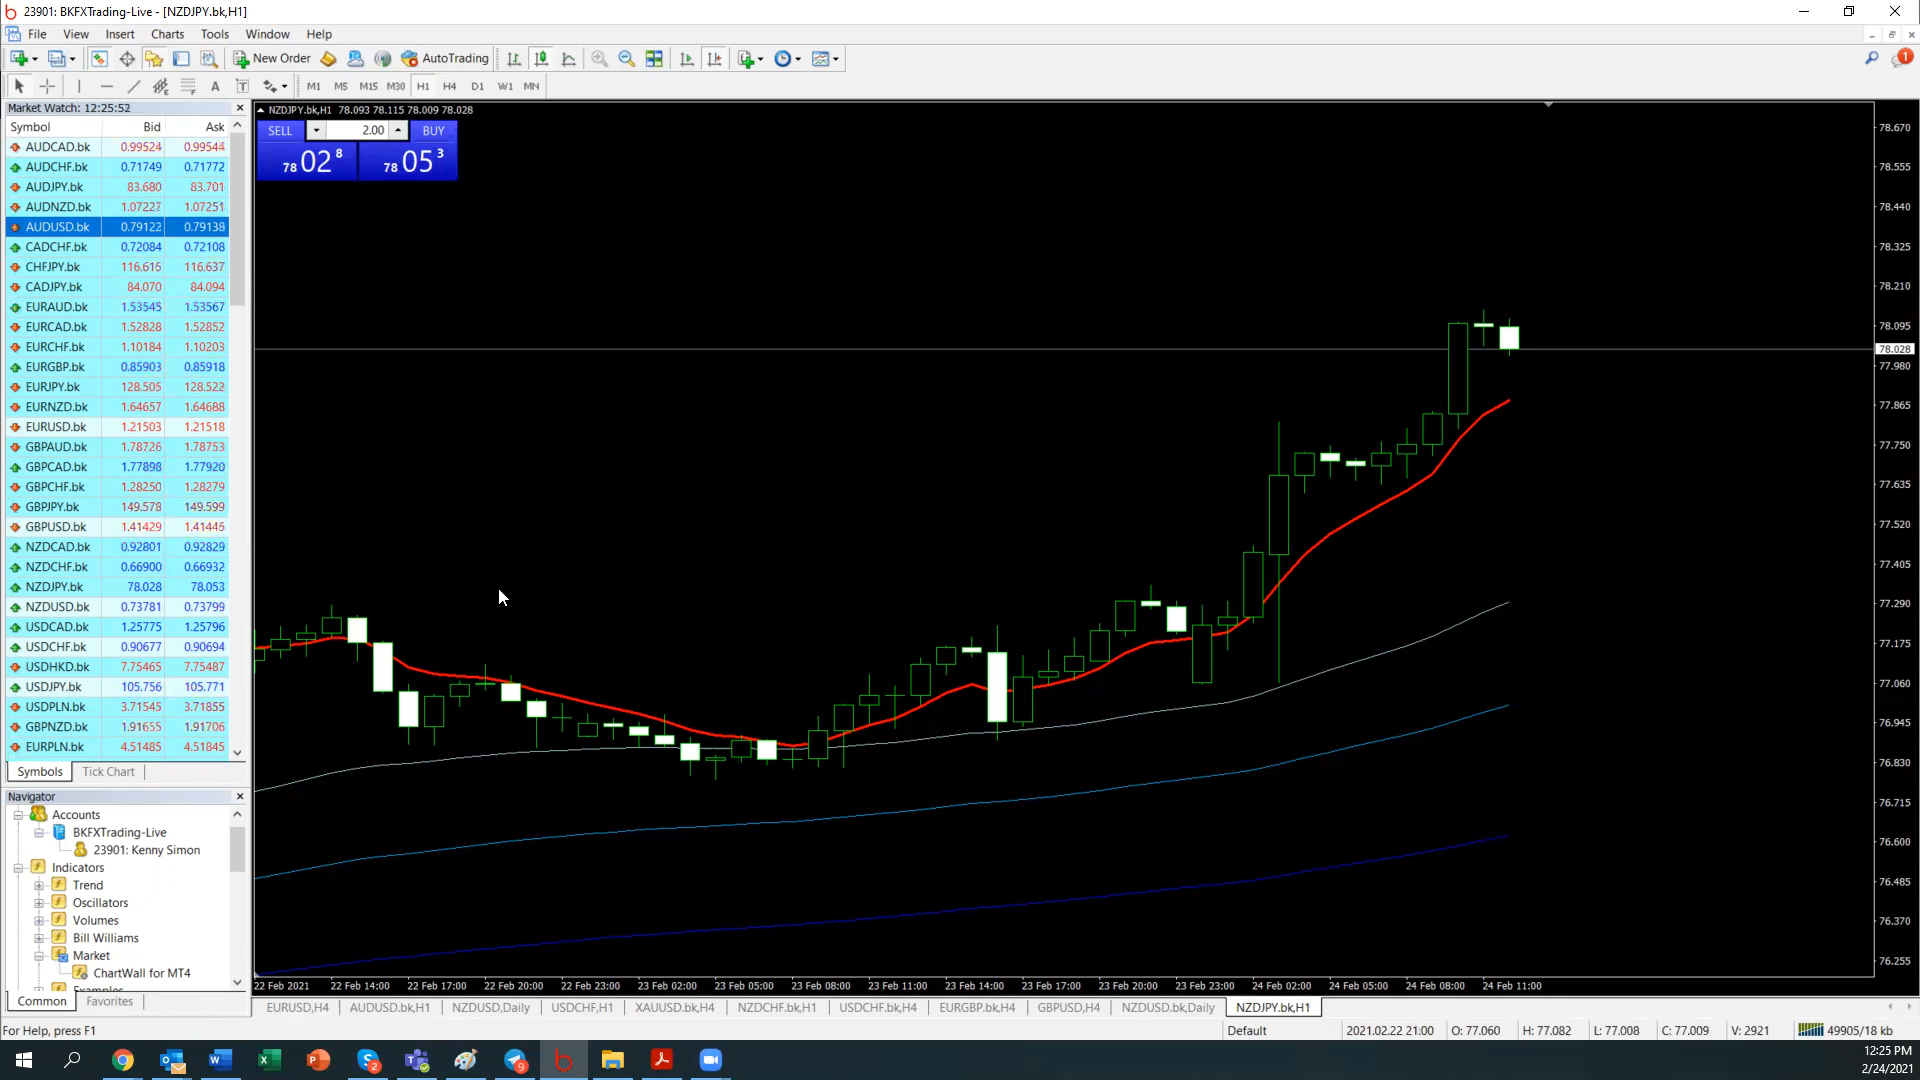 23901: BKFXTrading-Live - [NZDJPY.bk,H1]
File View Insert Charts Tools Window Help
New Order AutoTrading 1
A T M1 M5 M15 M30 H1 H4 D1 W1 MN
Market Watch: 12:25:52
Symbol Bid Ask
AUDCAD.bk 0.99524 0.99544
AUDCHF.bk 0.71749 0.71772
AUDJPY.bk 83.680 83.701
AUDNZD.bk 1.07227 1.07251
AUDUSD.bk 0.79122 0.79138
CADCHF.bk 0.72084 0.72108
CHFJPY.bk 116.616 116.637
CADJPY.bk 84.070 84.094
EURAUD.bk 1.53545 1.53567
EURCAD.bk 1.52828 1.52852
EURCHF.bk 1.10184 1.10203
EURGBP.bk 0.85903 0.85918
EURJPY.bk 128.505 128.522
EURNZD.bk 1.64657 1.64688
EURUSD.bk 1.21503 1.21518
GBPAUD.bk 1.78726 1.78753
GBPCAD.bk 1.77898 1.77920
GBPCHF.bk 1.28250 1.28279
GBPJPY.bk 149.578 149.599
GBPUSD.bk 1.41429 1.41445
NZDCAD.bk 0.92801 0.92829
NZDCHF.bk 0.66900 0.66932
NZDJPY.bk 78.028 78.053
NZDUSD.bk 0.73781 0.73799
USDCAD.bk 1.25775 1.25796
USDCHF.bk 0.90677 0.90694
USDHKD.bk 7.75465 7.75487
USDJPY.bk 105.756 105.771
USDPLN.bk 3.71545 3.71855
GBPNZD.bk 1.91655 1.91706
EURPLN.bk 4.51485 4.51845
Symbols Tick Chart
Navigator
Accounts
BKFXTrading-Live
23901: Kenny Simon
Indicators
Trend
Oscillators
Volumes
Bill Williams
Market
ChartWall for MT4
Examples
Common Favorites
NZDJPY.bk,H1 78.093 78.115 78.009 78.028
SELL 2.00 BUY
78 02 8 78 05 3
78.670
78.555
78.440
78.325
78.210
78.095
78.028
77.980
77.865
77.750
77.635
77.520
77.405
77.290
77.175
77.060
76.945
76.830
76.715
76.600
76.485
76.370
76.255
22 Feb 2021 22 Feb 14:00 22 Feb 17:00 22 Feb 20:00 22 Feb 23:00 23 Feb 02:00 23 Feb 05:00 23 Feb 08:00 23 Feb 11:00 23 Feb 14:00 23 Feb 17:00 23 Feb 20:00 23 Feb 23:00 24 Feb 02:00 24 Feb 05:00 24 Feb 08:00 24 Feb 11:00
EURUSD,H4 AUDUSD.bk,H1 NZDUSD,Daily USDCHF,H1 XAUUSD.bk,H4 NZDCHF.bk,H1 USDCHF.bk,H4 EURGBP.bk,H4 GBPUSD,H4 NZDUSD.bk,Daily NZDJPY.bk,H1
For Help, press F1 Default 2021.02.22 21:00 O: 77.060 H: 77.082 L: 77.008 C: 77.009 V: 2921 49905/18 kb
12:25 PM
2/24/2021